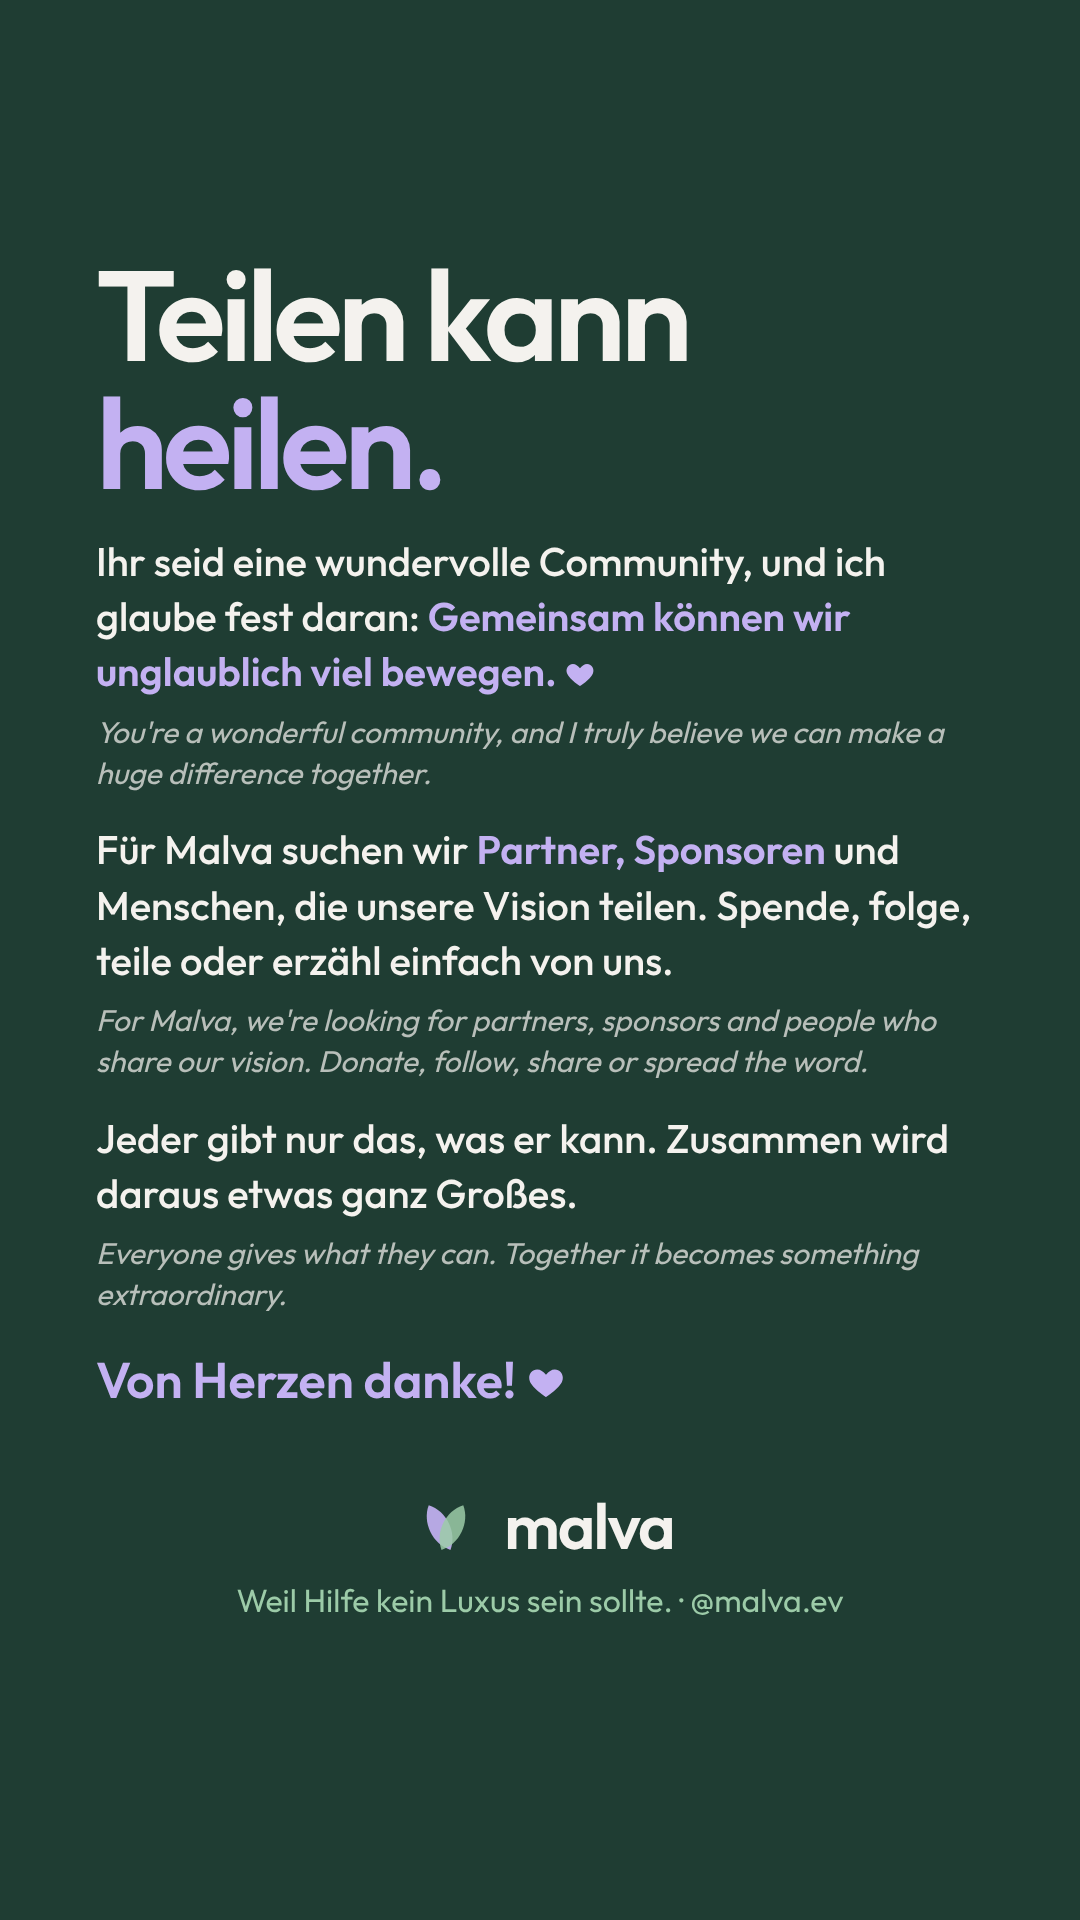 Teilen kann
heilen.
Ihr seid eine wundervolle Community, und ich
glaube fest daran: Gemeinsam können wir
unglaublich viel bewegen. ♥
You're a wonderful community, and I truly believe we can make a
huge difference together.
Für Malva suchen wir Partner, Sponsoren und
Menschen, die unsere Vision teilen. Spende, folge,
teile oder erzähl einfach von uns.
For Malva, we're looking for partners, sponsors and people who
share our vision. Donate, follow, share or spread the word.
Jeder gibt nur das, was er kann. Zusammen wird
daraus etwas ganz Großes.
Everyone gives what they can. Together it becomes something
extraordinary.
Von Herzen danke! ♥
malva
Weil Hilfe kein Luxus sein sollte. · @malva.ev